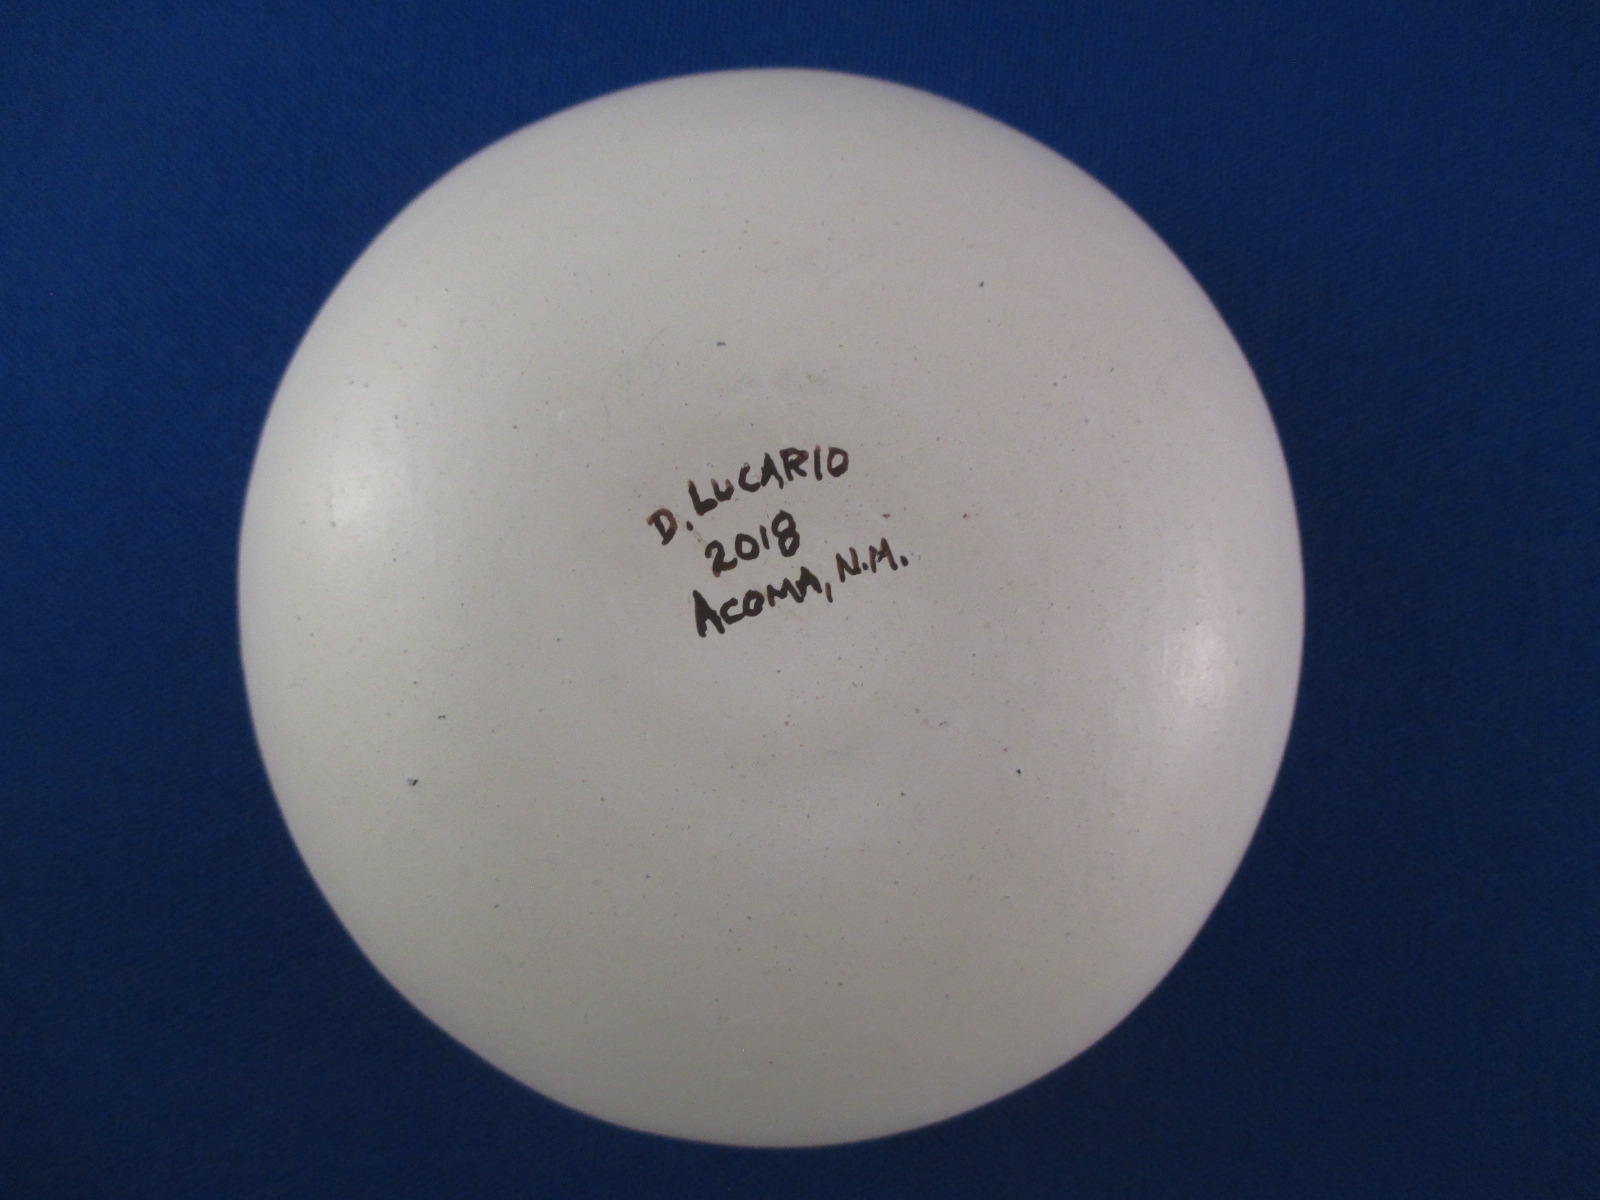 D. LUCARIO
2018
ACOMA, N.M.